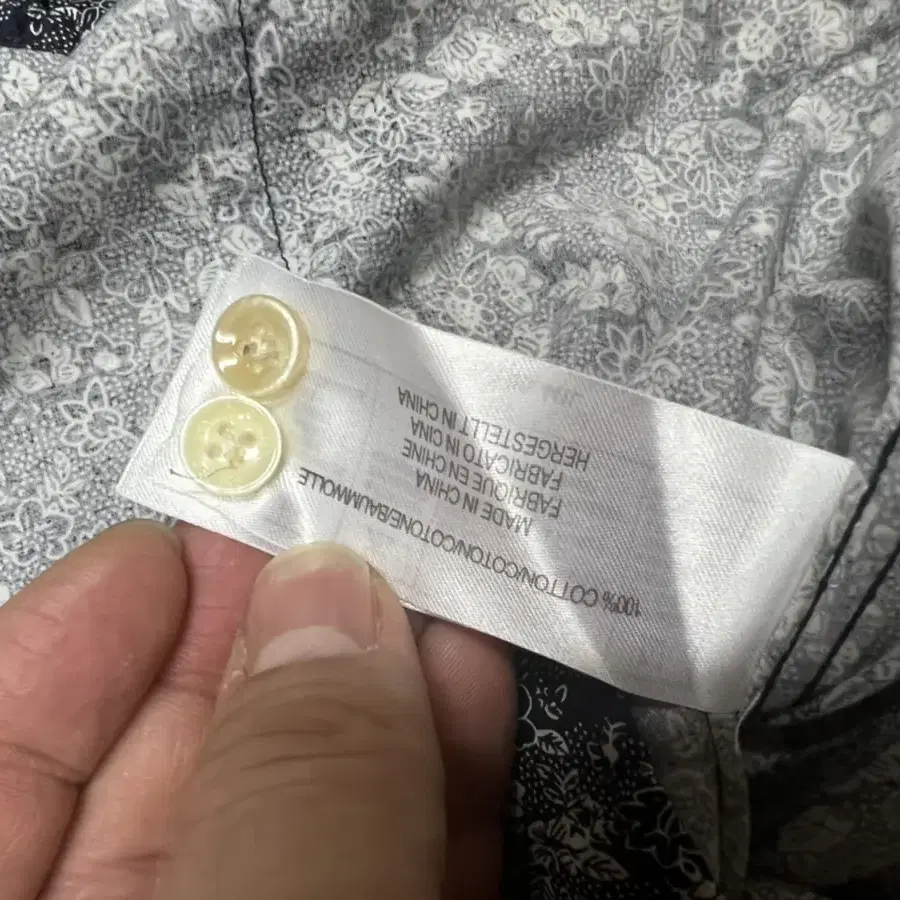 100% COTTON/COTON/COTONE/BAUMWOLLE
MADE IN CHINA
FABRIQUE EN CHINE
FABRICATO IN CINA
HERGESTELLT IN CHINA